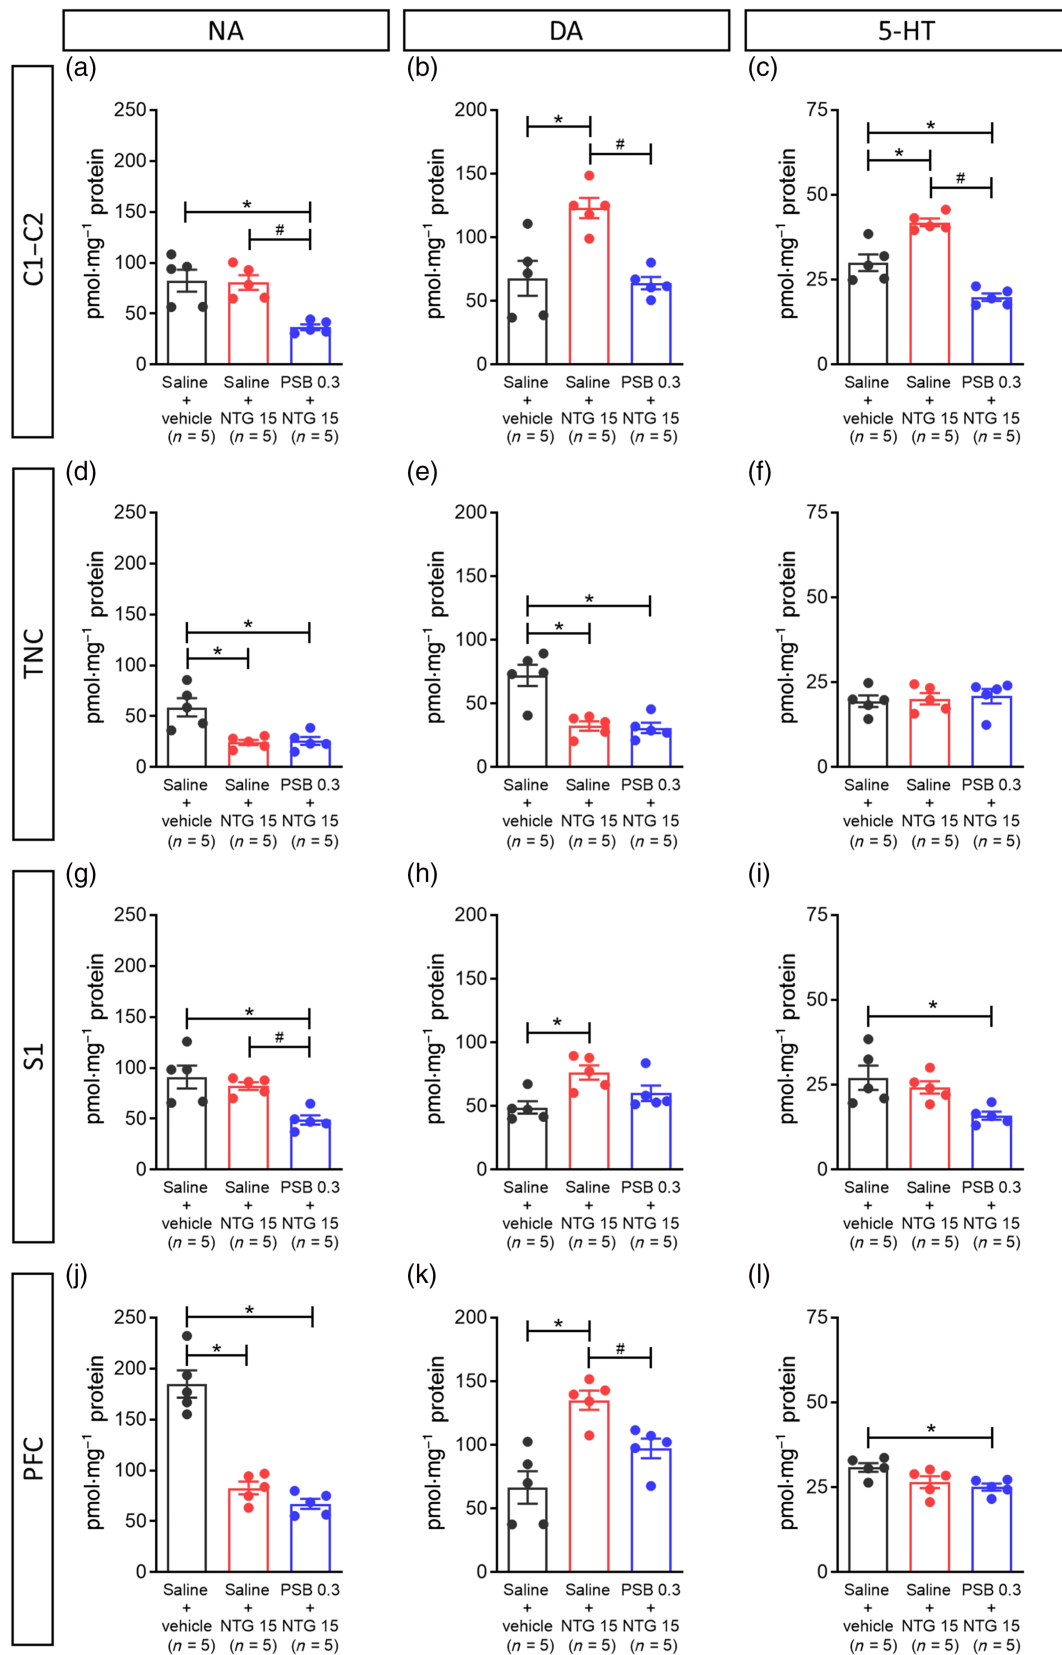 NA DA 5-HT
C1–C2
(a) (b) (c)
pmol·mg⁻¹ protein
250
200
150
100
50
0
*
#
Saline Saline PSB 0.3
+ + +
vehicle NTG 15 NTG 15
(n = 5) (n = 5) (n = 5)
pmol·mg⁻¹ protein
200
150
100
50
0
*
#
Saline Saline PSB 0.3
+ + +
vehicle NTG 15 NTG 15
(n = 5) (n = 5) (n = 5)
pmol·mg⁻¹ protein
75
50
25
0
*
*
#
Saline Saline PSB 0.3
+ + +
vehicle NTG 15 NTG 15
(n = 5) (n = 5) (n = 5)
TNC
(d) (e) (f)
pmol·mg⁻¹ protein
250
200
150
100
50
0
*
*
Saline Saline PSB 0.3
+ + +
vehicle NTG 15 NTG 15
(n = 5) (n = 5) (n = 5)
pmol·mg⁻¹ protein
200
150
100
50
0
*
*
Saline Saline PSB 0.3
+ + +
vehicle NTG 15 NTG 15
(n = 5) (n = 5) (n = 5)
pmol·mg⁻¹ protein
75
50
25
0
Saline Saline PSB 0.3
+ + +
vehicle NTG 15 NTG 15
(n = 5) (n = 5) (n = 5)
S1
(g) (h) (i)
pmol·mg⁻¹ protein
250
200
150
100
50
0
*
#
Saline Saline PSB 0.3
+ + +
vehicle NTG 15 NTG 15
(n = 5) (n = 5) (n = 5)
pmol·mg⁻¹ protein
200
150
100
50
0
*
Saline Saline PSB 0.3
+ + +
vehicle NTG 15 NTG 15
(n = 5) (n = 5) (n = 5)
pmol·mg⁻¹ protein
75
50
25
0
*
Saline Saline PSB 0.3
+ + +
vehicle NTG 15 NTG 15
(n = 5) (n = 5) (n = 5)
PFC
(j) (k) (l)
pmol·mg⁻¹ protein
250
200
150
100
50
0
*
*
Saline Saline PSB 0.3
+ + +
vehicle NTG 15 NTG 15
(n = 5) (n = 5) (n = 5)
pmol·mg⁻¹ protein
200
150
100
50
0
*
#
Saline Saline PSB 0.3
+ + +
vehicle NTG 15 NTG 15
(n = 5) (n = 5) (n = 5)
pmol·mg⁻¹ protein
75
50
25
0
*
Saline Saline PSB 0.3
+ + +
vehicle NTG 15 NTG 15
(n = 5) (n = 5) (n = 5)